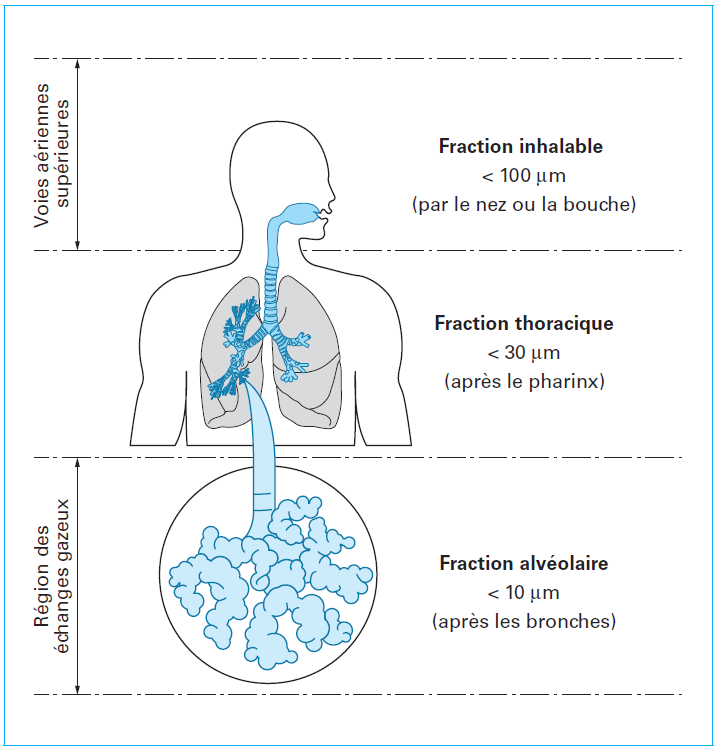 Voies aériennes
supérieures
Fraction inhalable
< 100 μm
(par le nez ou la bouche)
Fraction thoracique
< 30 μm
(après le pharinx)
Région des
échanges gazeux
Fraction alvéolaire
< 10 μm
(après les bronches)